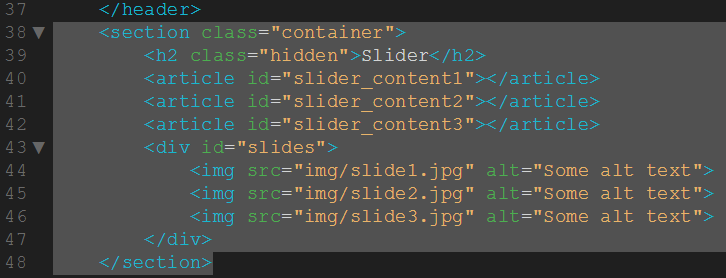 37 </header>
38 ▼ <section class="container">
39 <h2 class="hidden">Slider</h2>
40 <article id="slider_content1"></article>
41 <article id="slider_content2"></article>
42 <article id="slider_content3"></article>
43 ▼ <div id="slides">
44 <img src="img/slide1.jpg" alt="Some alt text">
45 <img src="img/slide2.jpg" alt="Some alt text">
46 <img src="img/slide3.jpg" alt="Some alt text">
47 </div>
48 </section>